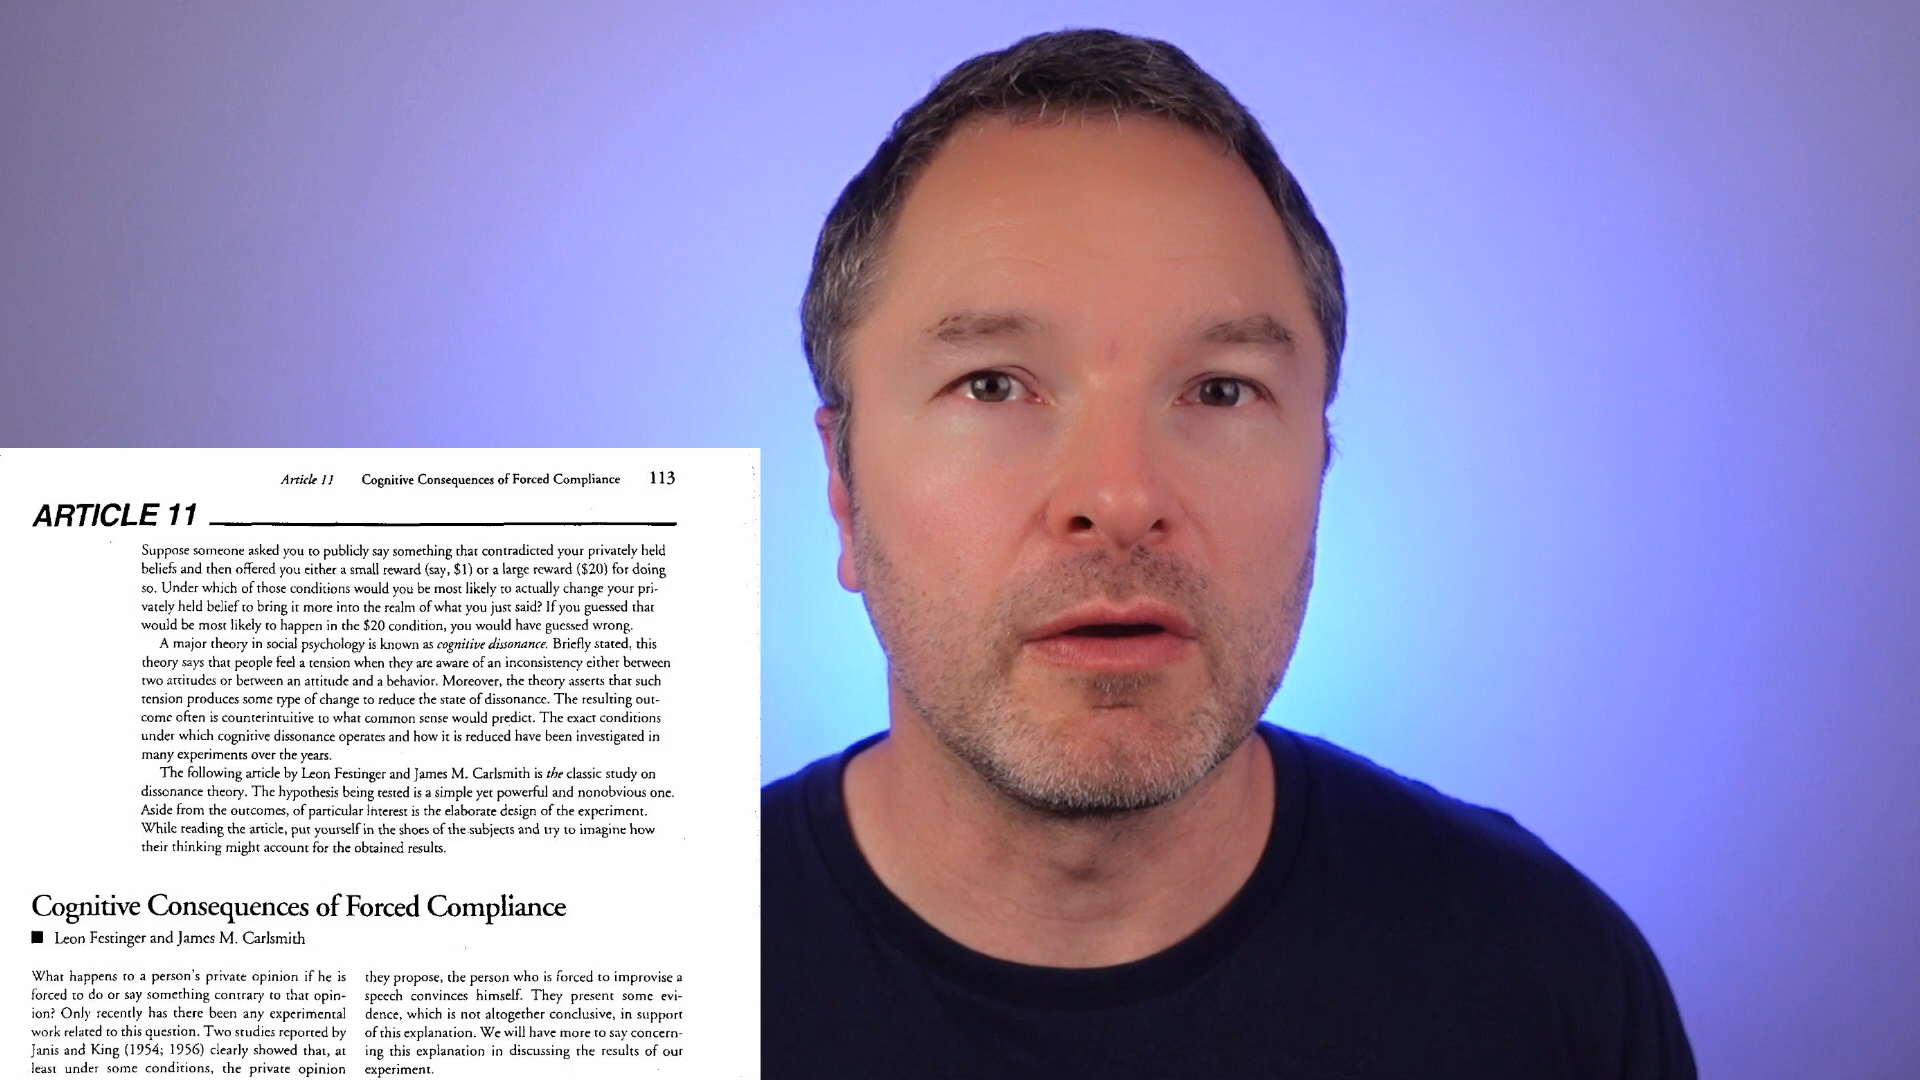 Article 11 Cognitive Consequences of Forced Compliance 113
ARTICLE 11
Suppose someone asked you to publicly say something that contradicted your privately held
beliefs and then offered you either a small reward (say, $1) or a large reward ($20) for doing
so. Under which of those conditions would you be most likely to actually change your pri-
vately held belief to bring it more into the realm of what you just said? If you guessed that
would be most likely to happen in the $20 condition, you would have guessed wrong.
A major theory in social psychology is known as cognitive dissonance. Briefly stated, this
theory says that people feel a tension when they are aware of an inconsistency either between
two attitudes or between an attitude and a behavior. Moreover, the theory asserts that such
tension produces some type of change to reduce the state of dissonance. The resulting out-
come often is counterintuitive to what common sense would predict. The exact conditions
under which cognitive dissonance operates and how it is reduced have been investigated in
many experiments over the years.
The following article by Leon Festinger and James M. Carlsmith is the classic study on
dissonance theory. The hypothesis being tested is a simple yet powerful and nonobvious one.
Aside from the outcomes, of particular interest is the elaborate design of the experiment.
While reading the article, put yourself in the shoes of the subjects and try to imagine how
their thinking might account for the obtained results.
Cognitive Consequences of Forced Compliance
■ Leon Festinger and James M. Carlsmith
What happens to a person's private opinion if he is
forced to do or say something contrary to that opin-
ion? Only recently has there been any experimental
work related to this question. Two studies reported by
Janis and King (1954; 1956) clearly showed that, at
least under some conditions, the private opinion
they propose, the person who is forced to improvise a
speech convinces himself. They present some evi-
dence, which is not altogether conclusive, in support
of this explanation. We will have more to say concern-
ing this explanation in discussing the results of our
experiment.